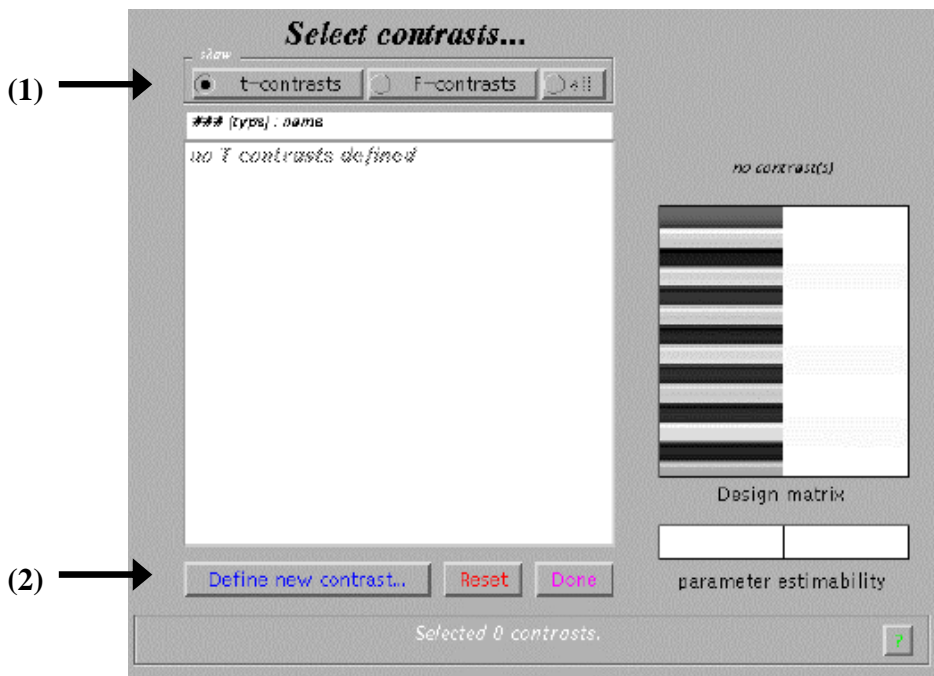 Select contrasts...
show
(1)
t-contrasts F-contrasts all
### {type} : name
no T contrasts defined
no contrast(s)
Design matrix
(2)
Define new contrast... Reset Done
parameter estimability
Selected 0 contrasts.
?